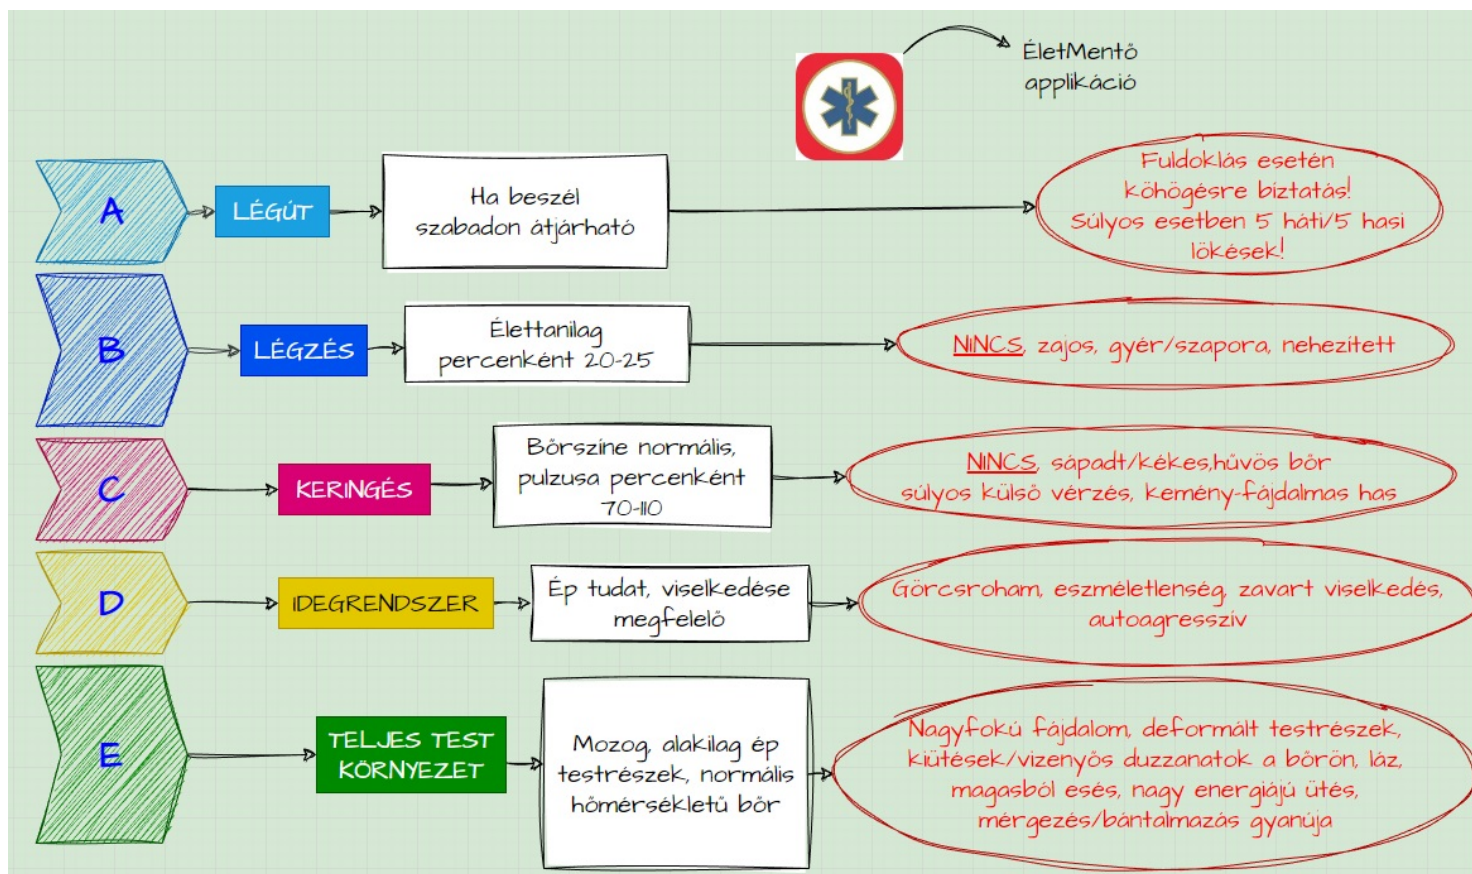 ÉletMentő
applikáció
A
LÉGÚT
Ha beszél
szabadon átjárható
Fuldoklás esetén
köhögésre bíztatás!
Súlyos esetben 5 háti/5 hasi
lökések!
B
LÉGZÉS
Élettanilag
percenként 20-25
NINCS, zajos, gyér/szapora, nehezített
C
KERINGÉS
Bőrszíne normális,
pulzusa percenként
70-110
NINCS, sápadt/kékes,hűvös bőr
súlyos külső vérzés, kemény-fájdalmas has
D
IDEGRENDSZER
Ép tudat, viselkedése
megfelelő
Görcsroham, eszméletlenség, zavart viselkedés,
autoagresszív
E
TELJES TEST
KÖRNYEZET
Mozog, alakilag ép
testrészek, normális
hőmérsékletű bőr
Nagyfokú fájdalom, deformált testrészek,
kiütések/vizenyős duzzanatok a bőrön, láz,
magasból esés, nagy energiájú ütés,
mérgezés/bántalmazás gyanúja